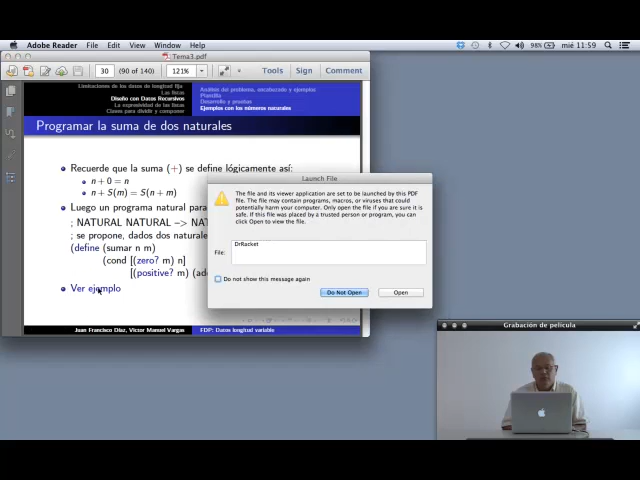 Adobe Reader File Edit View Window Help 98% mié 11:59
Tema3.pdf
30 (90 of 140) 121% Tools Sign Comment
Limitaciones de los datos de longitud fija
Las listas
Diseño con Datos Recursivos
La expresividad de las listas
Clases para dividir y componer
Análisis del problema, encabezado y ejemplos
Plantilla
Desarrollo y pruebas
Ejemplos con los números naturales
Programar la suma de dos naturales
Recuerde que la suma (+) se define lógicamente así:
n + 0 = n
n + S(m) = S(n + m)
Luego un programa natural para
; NATURAL NATURAL -> N
; se propone, dados dos naturales
(define (sumar n m)
(cond [(zero? m) n]
[(positive? m) (ad
Ver ejemplo
Juan Francisco Díaz, Victor Manuel Vargas FDP: Datos longitud variable
Launch File
The file and its viewer application are set to be launched by this PDF
file. The file may contain programs, macros, or viruses that could
potentially harm your computer. Only open the file if you are sure it is
safe. If this file was placed by a trusted person or program, you can
click Open to view the file.
File: DrRacket
Do not show this message again
Do Not Open Open
Grabación de película